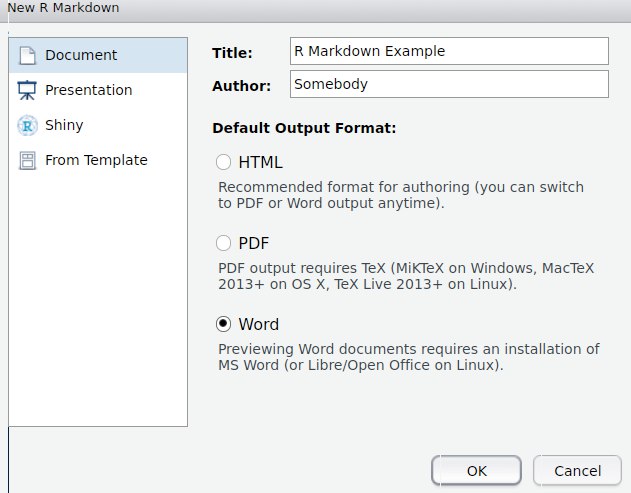 New R Markdown
Document
Presentation
Shiny
From Template
Title: R Markdown Example
Author: Somebody
Default Output Format:
HTML
Recommended format for authoring (you can switch
to PDF or Word output anytime).
PDF
PDF output requires TeX (MiKTeX on Windows, MacTeX
2013+ on OS X, TeX Live 2013+ on Linux).
Word
Previewing Word documents requires an installation of
MS Word (or Libre/Open Office on Linux).
OK Cancel